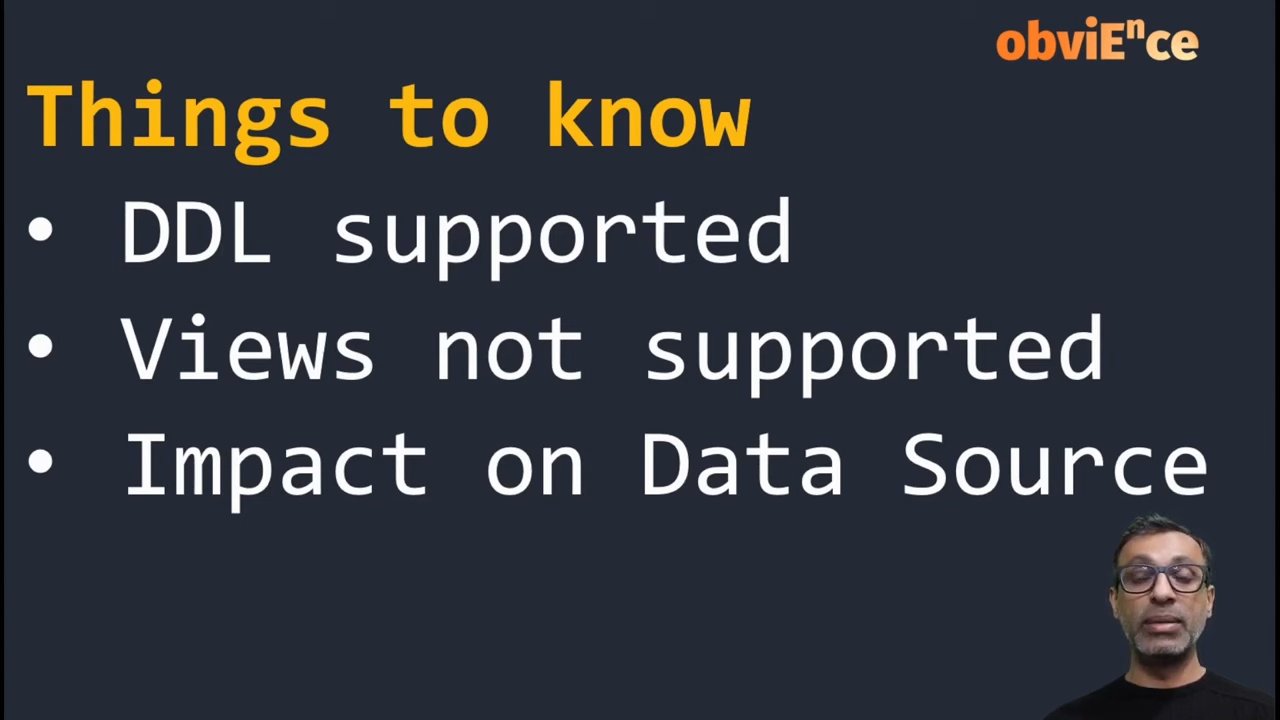 obviEnce
Things to know
• DDL supported
• Views not supported
• Impact on Data Source